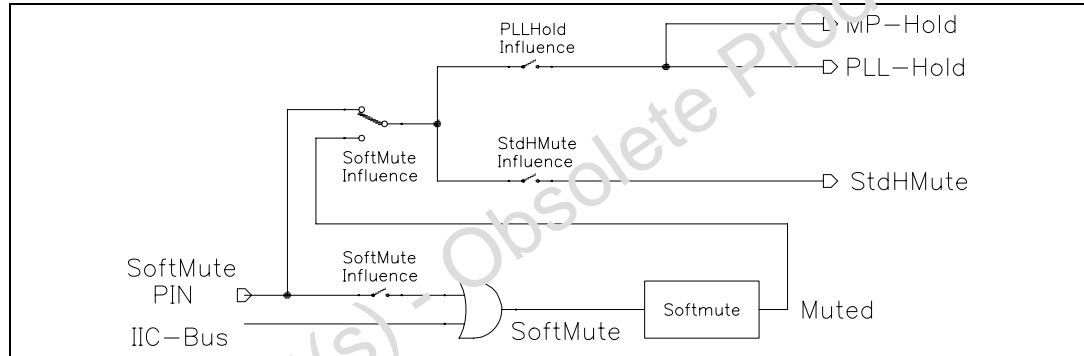 PLLHold
Influence
MP-Hold
PLL-Hold
SoftMute
Influence
StdHMute
Influence
StdHMute
SoftMute
PIN
SoftMute
Influence
IIC-Bus
SoftMute
Softmute
Muted
(s) - Obsolete Prod